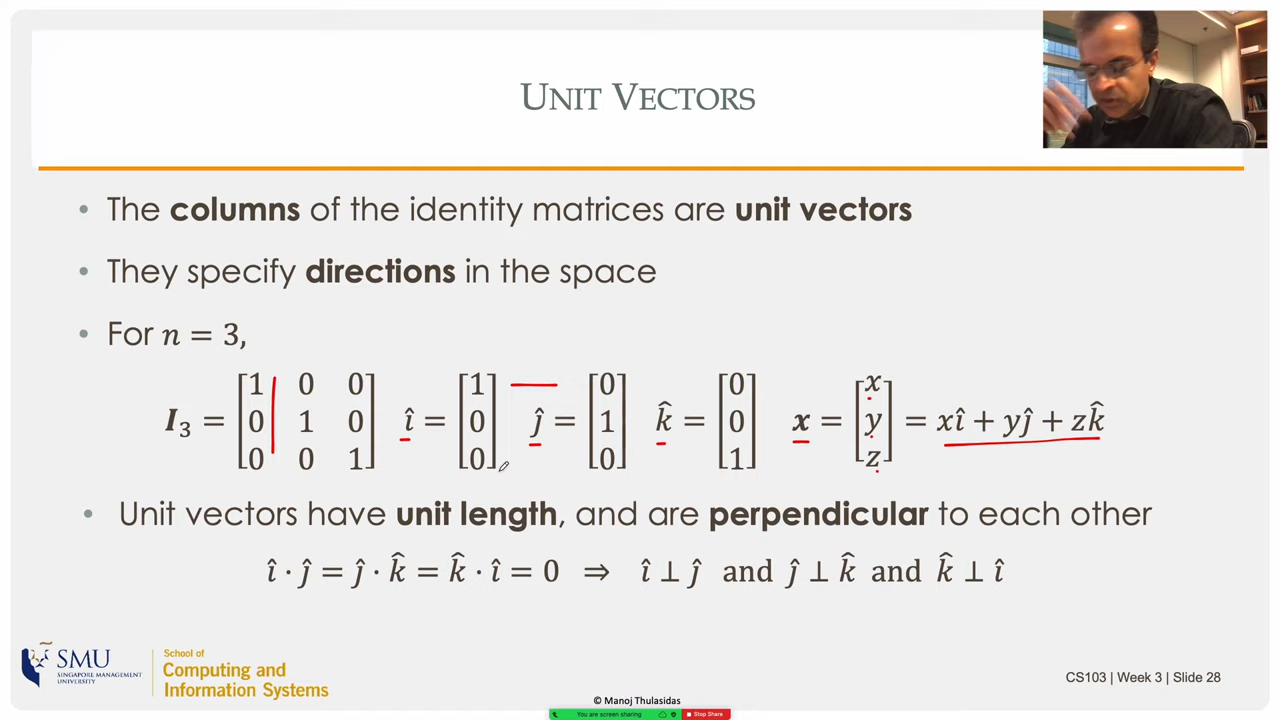 UNIT VECTORS
• The columns of the identity matrices are unit vectors
• They specify directions in the space
• For n = 3,
I₃ = [1 0 0; 0 1 0; 0 0 1] î = [1; 0; 0] ĵ = [0; 1; 0] k̂ = [0; 0; 1] x = [x; y; z] = xî + yĵ + zk̂
• Unit vectors have unit length, and are perpendicular to each other
î · ĵ = ĵ · k̂ = k̂ · î = 0 ⇒ î ⊥ ĵ and ĵ ⊥ k̂ and k̂ ⊥ î
SMU
SINGAPORE MANAGEMENT
UNIVERSITY
School of
Computing and
Information Systems
CS103 | Week 3 | Slide 28
© Manoj Thulasidas
You are screen sharing
Stop Share